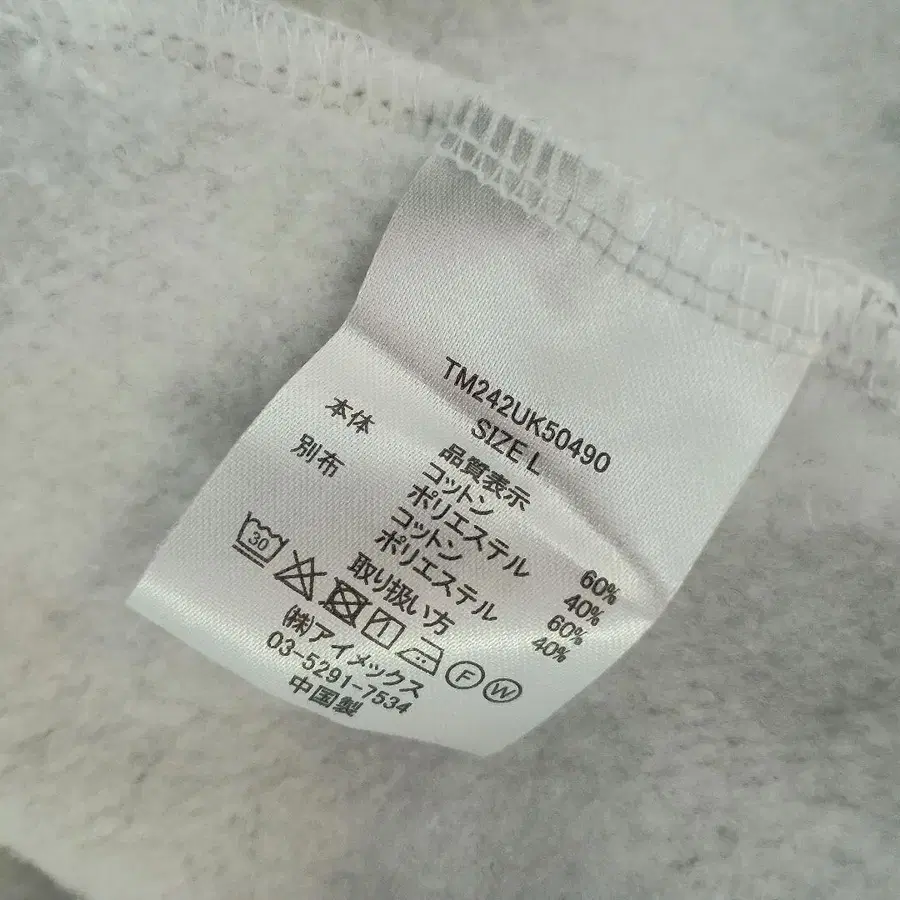 TM242UK50490
SIZE L
品質表示
本体 コットン 60%
ポリエステル 40%
別布 コットン 60%
ポリエステル 40%
取り扱い方
30 F W
(株)アイメックス
03-5291-7534
中国製